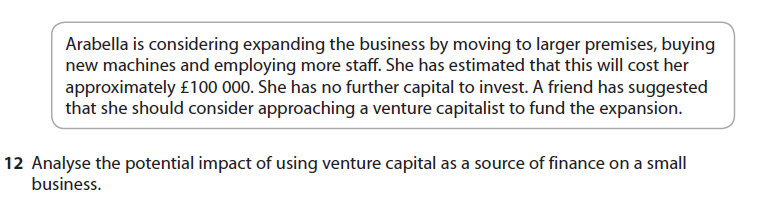 Arabella is considering expanding the business by moving to larger premises, buying
new machines and employing more staff. She has estimated that this will cost her
approximately £100 000. She has no further capital to invest. A friend has suggested
that she should consider approaching a venture capitalist to fund the expansion.
12 Analyse the potential impact of using venture capital as a source of finance on a small
business.